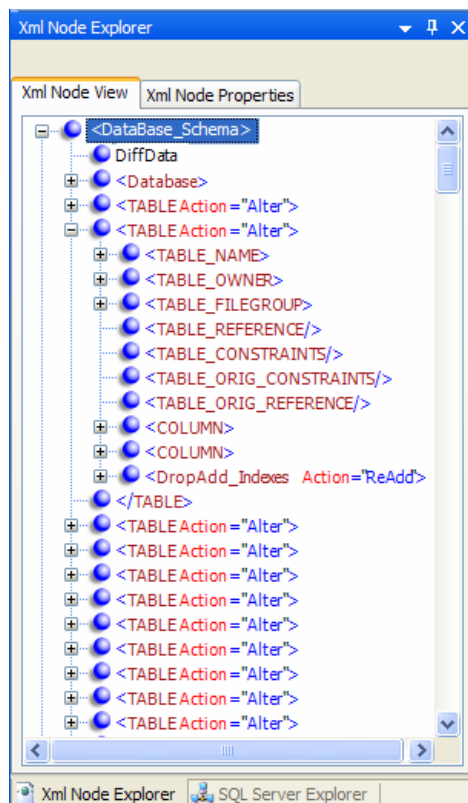 Xml Node Explorer
Xml Node View Xml Node Properties
<DataBase_Schema>
DiffData
<Database>
<TABLE Action="Alter">
<TABLE Action="Alter">
<TABLE_NAME>
<TABLE_OWNER>
<TABLE_FILEGROUP>
<TABLE_REFERENCE/>
<TABLE_CONSTRAINTS/>
<TABLE_ORIG_CONSTRAINTS/>
<TABLE_ORIG_REFERENCE/>
<COLUMN>
<COLUMN>
<DropAdd_Indexes Action="ReAdd">
</TABLE>
<TABLE Action="Alter">
<TABLE Action="Alter">
<TABLE Action="Alter">
<TABLE Action="Alter">
<TABLE Action="Alter">
<TABLE Action="Alter">
<TABLE Action="Alter">
<TABLE Action="Alter">
<TABLE Action="Alter">
Xml Node Explorer SQL Server Explorer